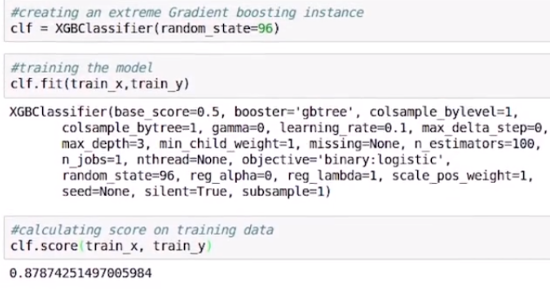 #creating an extreme Gradient boosting instance
clf = XGBClassifier(random_state=96)
#training the model
clf.fit(train_x,train_y)
XGBClassifier(base_score=0.5, booster='gbtree', colsample_bylevel=1,
colsample_bytree=1, gamma=0, learning_rate=0.1, max_delta_step=0,
max_depth=3, min_child_weight=1, missing=None, n_estimators=100,
n_jobs=1, nthread=None, objective='binary:logistic',
random_state=96, reg_alpha=0, reg_lambda=1, scale_pos_weight=1,
seed=None, silent=True, subsample=1)
#calculating score on training data
clf.score(train_x, train_y)
0.87874251497005984